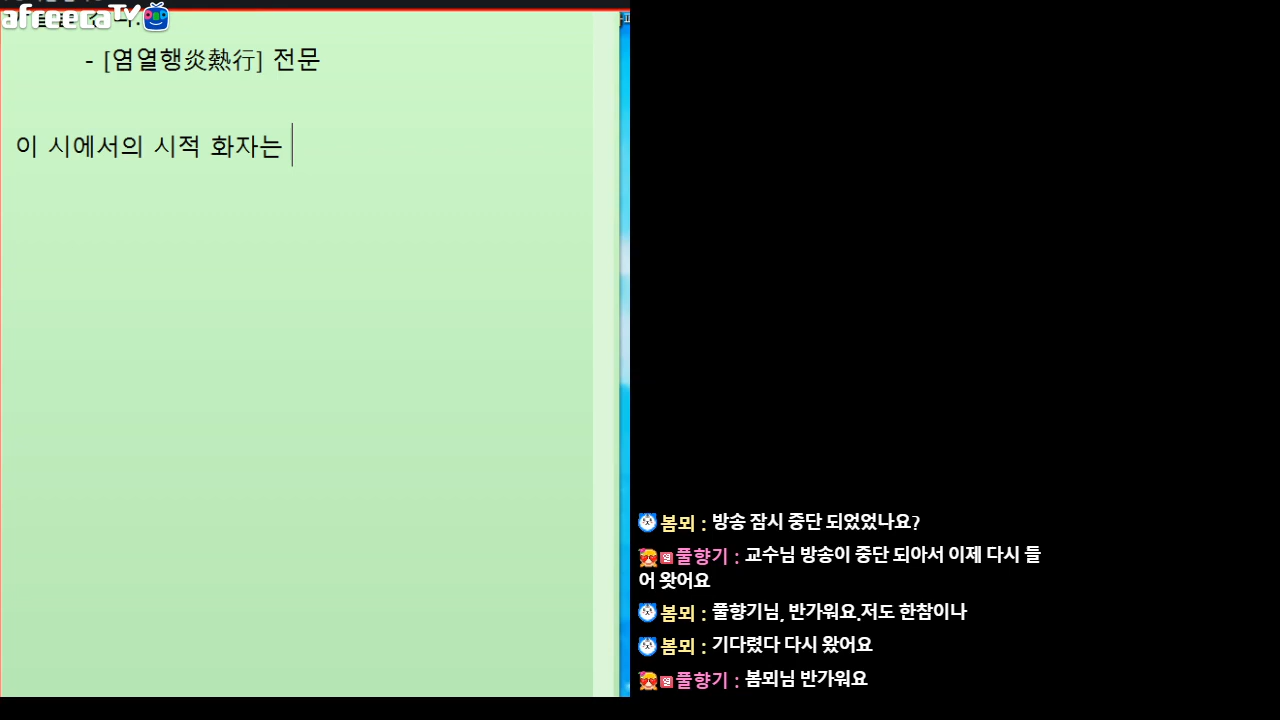 afreecaTV
- [염열행炎熱行] 전문
이 시에서의 시적 화자는
봄뫼 : 방송 잠시 중단 되었었나요?
열 풀향기 : 교수님 방송이 중단 되아서 이제 다시 들
어 왓어요
봄뫼 : 풀향기님, 반가워요.저도 한참이나
봄뫼 : 기다렸다 다시 왔어요
열 풀향기 : 봄뫼님 반가워요